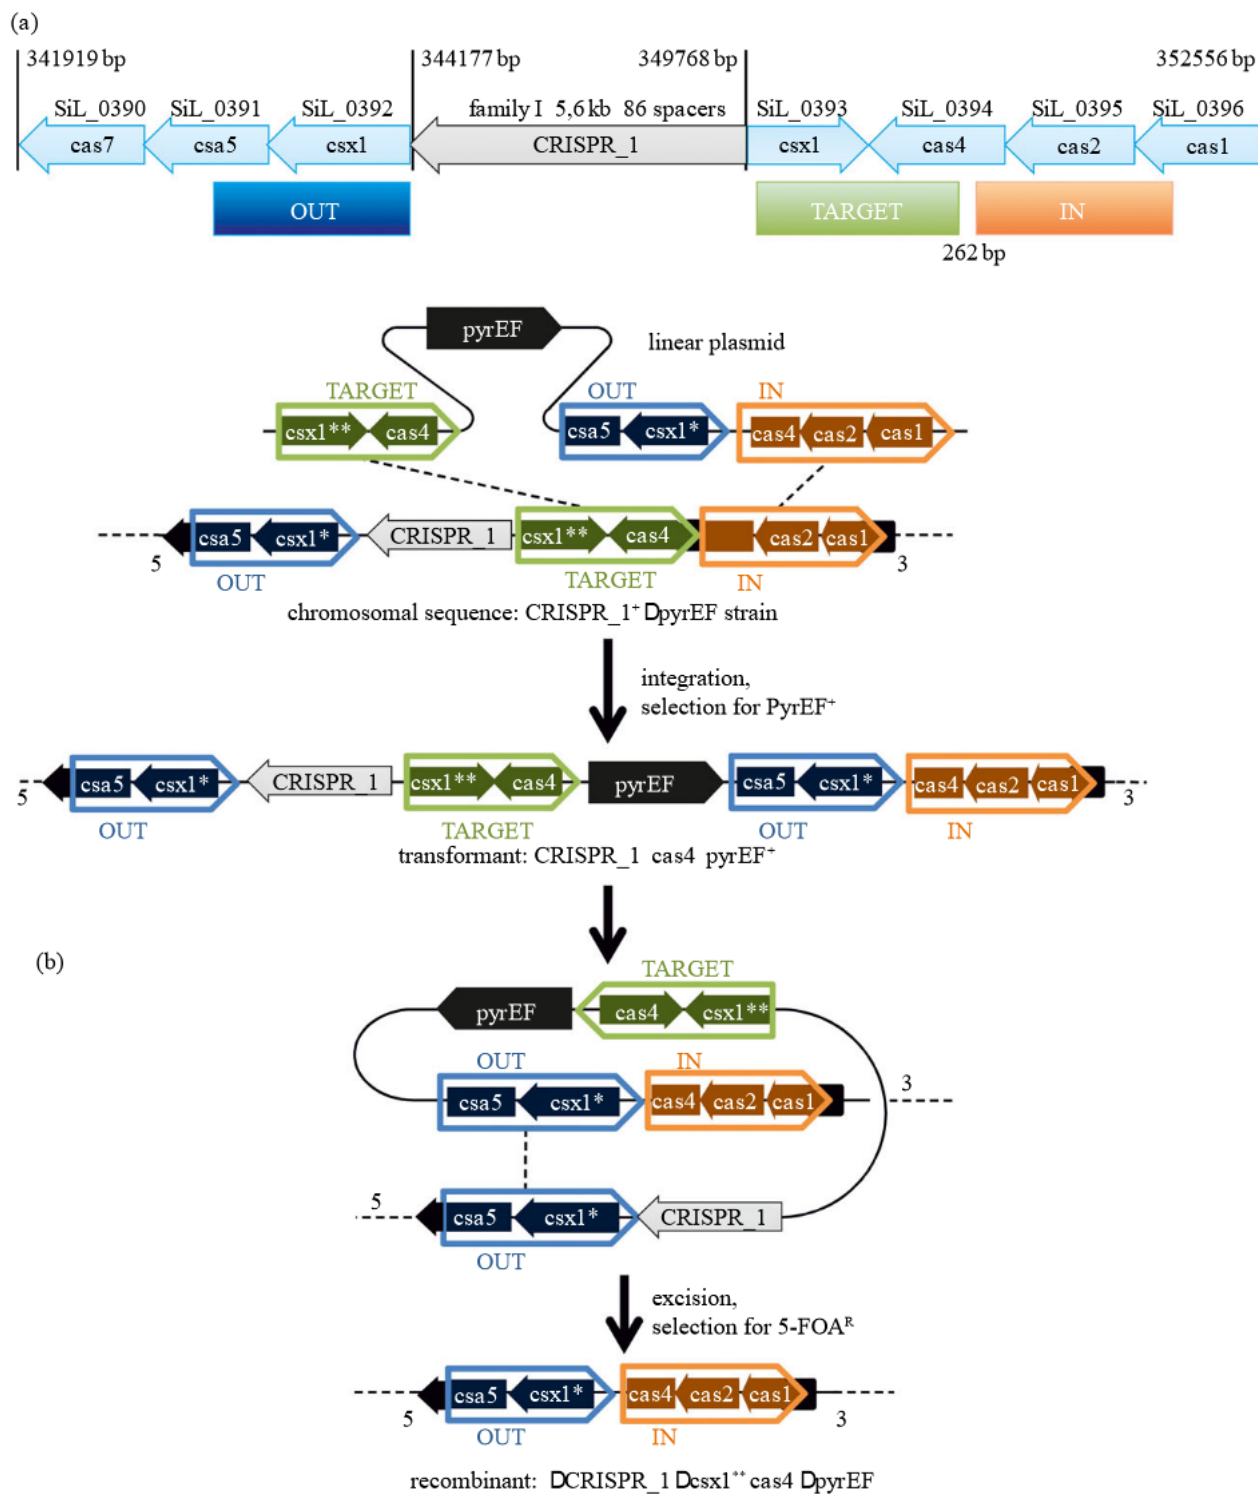 (a)
341919 bp 344177 bp 349768 bp 352556 bp
SiL_0390 SiL_0391 SiL_0392 family I 5,6 kb 86 spacers SiL_0393 SiL_0394 SiL_0395 SiL_0396
cas7 csa5 csx1 CRISPR_1 csx1 cas4 cas2 cas1
OUT TARGET IN
262 bp
pyrEF
linear plasmid
TARGET OUT IN
csx1** cas4 csa5 csx1* cas4 cas2 cas1
csa5 csx1* CRISPR_1 csx1** cas4 cas2 cas1
5 3
OUT TARGET IN
chromosomal sequence: CRISPR_1+ DpyrEF strain
integration,
selection for PyrEF+
csa5 csx1* CRISPR_1 csx1** cas4 pyrEF csa5 csx1* cas4 cas2 cas1
5 3
OUT TARGET OUT IN
transformant: CRISPR_1 cas4 pyrEF+
(b)
TARGET
pyrEF cas4 csx1**
OUT IN
3
csa5 csx1* cas4 cas2 cas1
5
csa5 csx1* CRISPR_1
OUT
excision,
selection for 5-FOAR
csa5 csx1* cas4 cas2 cas1
5 3
OUT IN
recombinant: DCRISPR_1 Dcsx1** cas4 DpyrEF